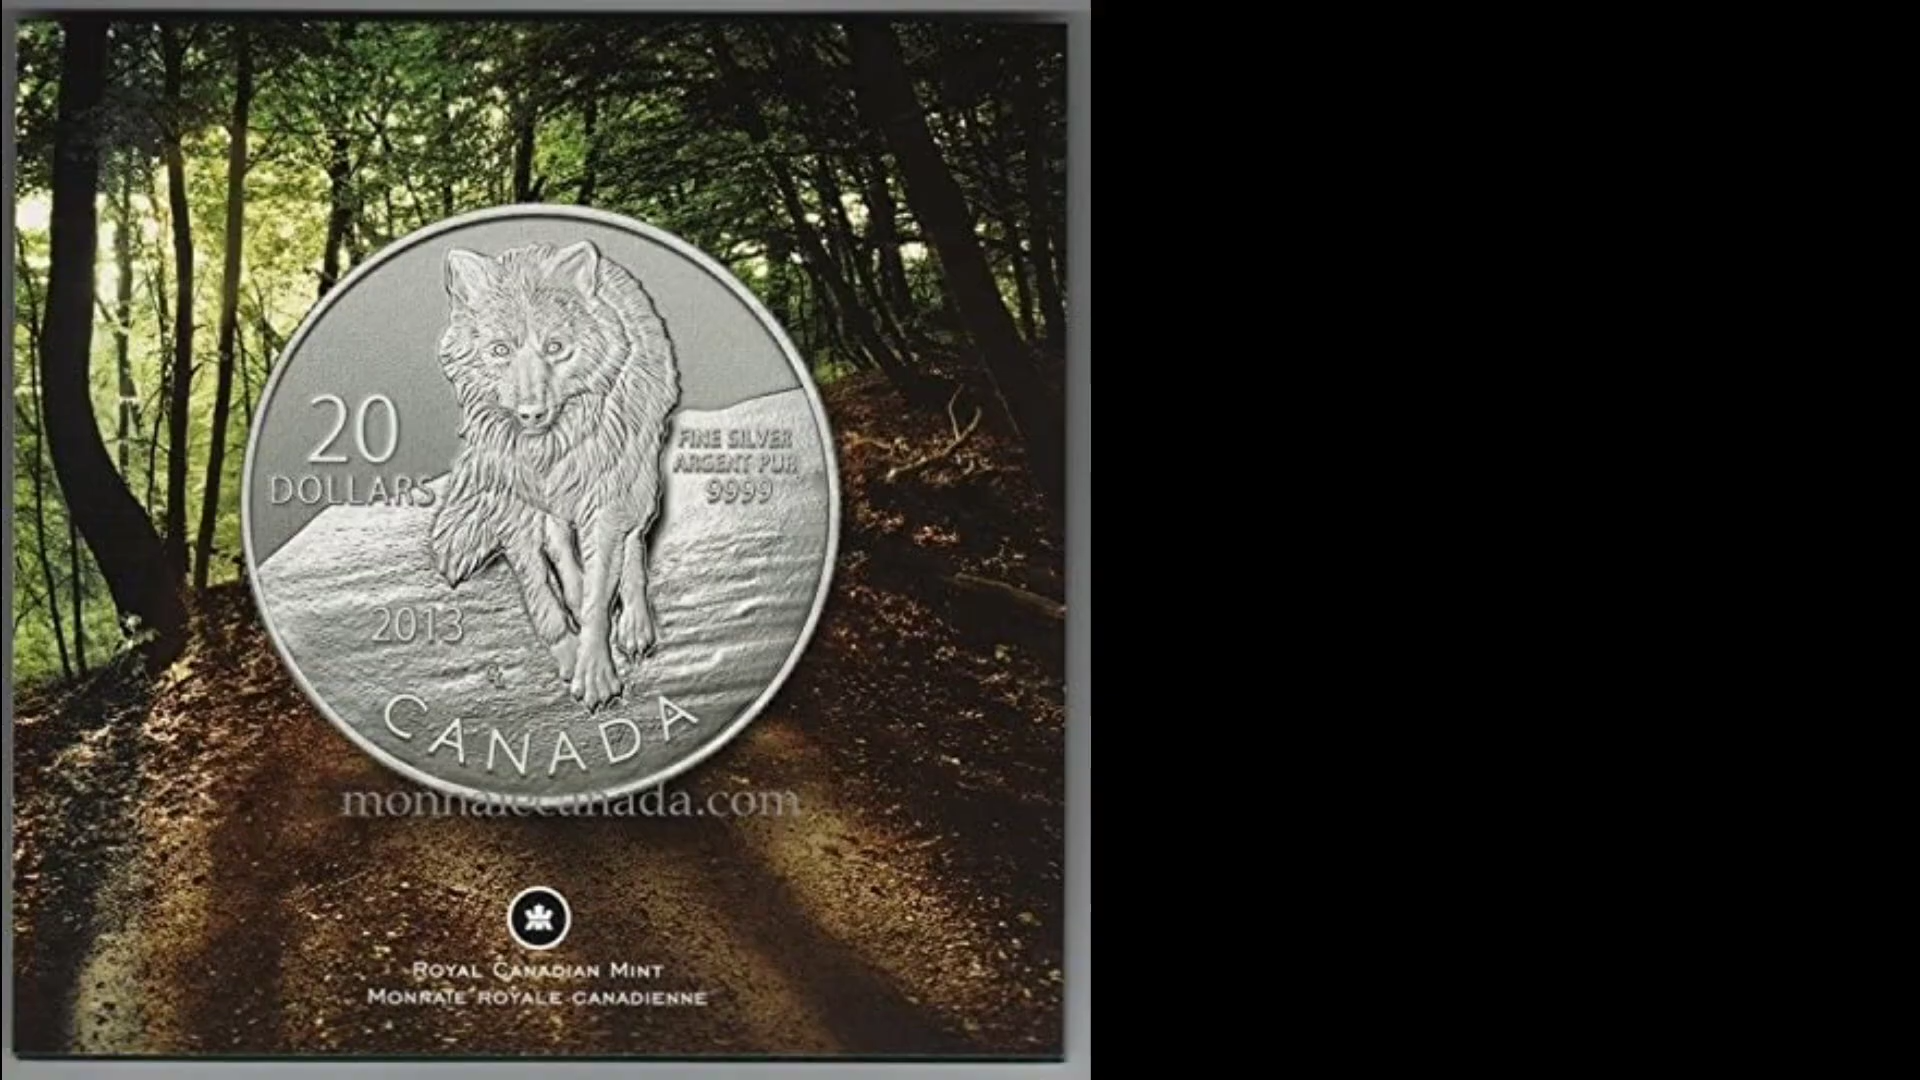 20
DOLLARS
FINE SILVER
ARGENT PUR
9999
2013
CANADA
monnaiecanada.com
ROYAL CANADIAN MINT
MONNAIE ROYALE CANADIENNE